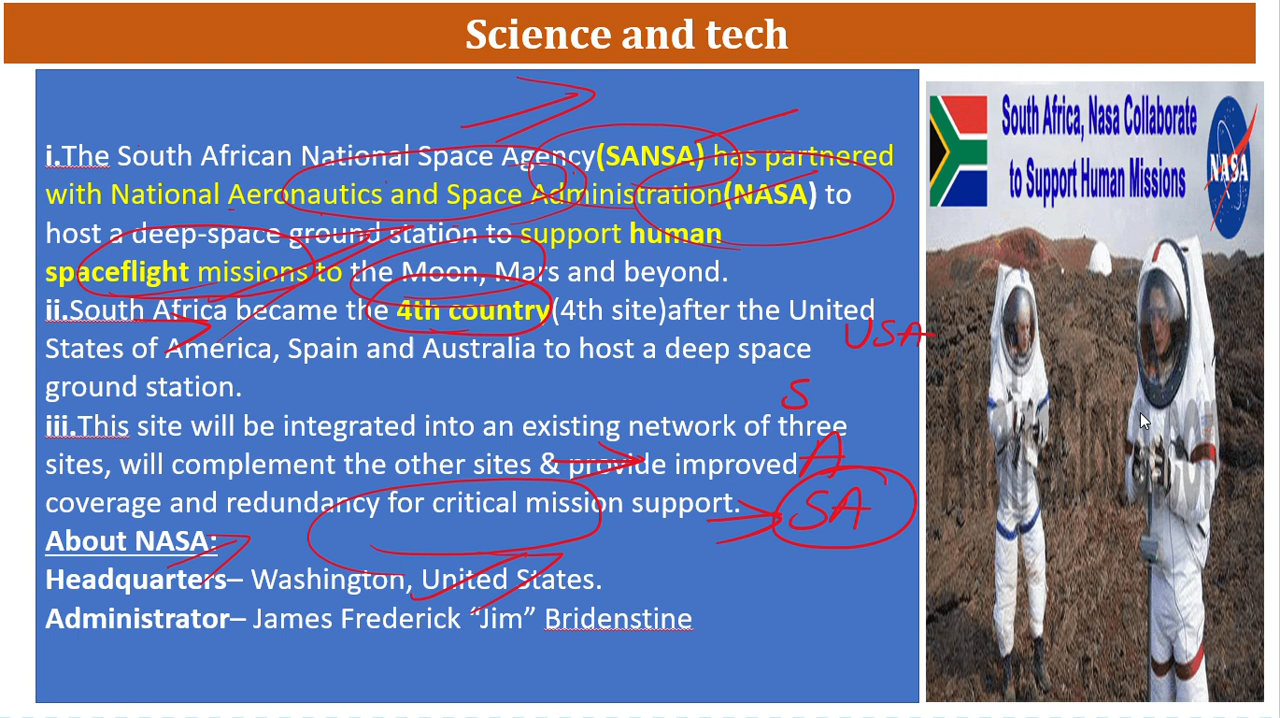 Science and tech
i.The South African National Space Agency(SANSA) has partnered
with National Aeronautics and Space Administration(NASA) to
host a deep-space ground station to support human
spaceflight missions to the Moon, Mars and beyond.
ii.South Africa became the 4th country(4th site)after the United
States of America, Spain and Australia to host a deep space
ground station.
iii.This site will be integrated into an existing network of three
sites, will complement the other sites & provide improved
coverage and redundancy for critical mission support.
About NASA:
Headquarters– Washington, United States.
Administrator– James Frederick “Jim” Bridenstine
USA
S
A
SA
South Africa, Nasa Collaborate
to Support Human Missions
NASA